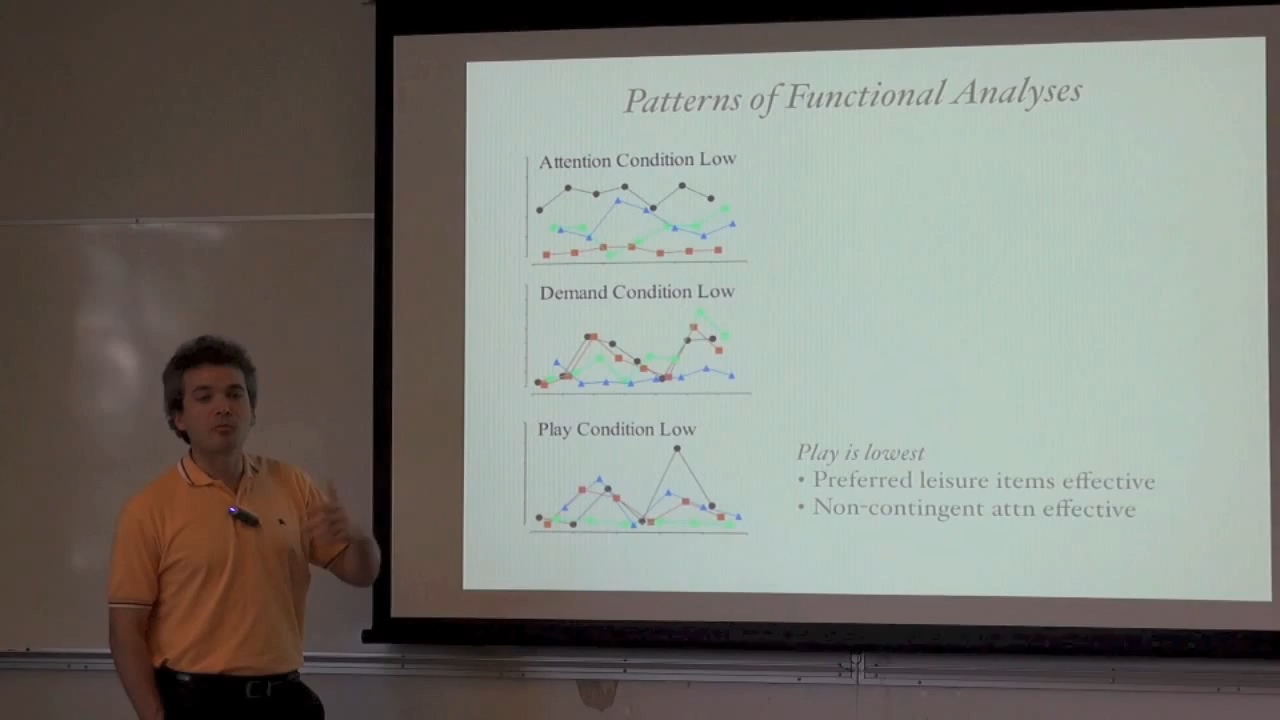 Patterns of Functional Analyses
Attention Condition Low
Demand Condition Low
Play Condition Low
Play is lowest
• Preferred leisure items effective
• Non-contingent attn effective